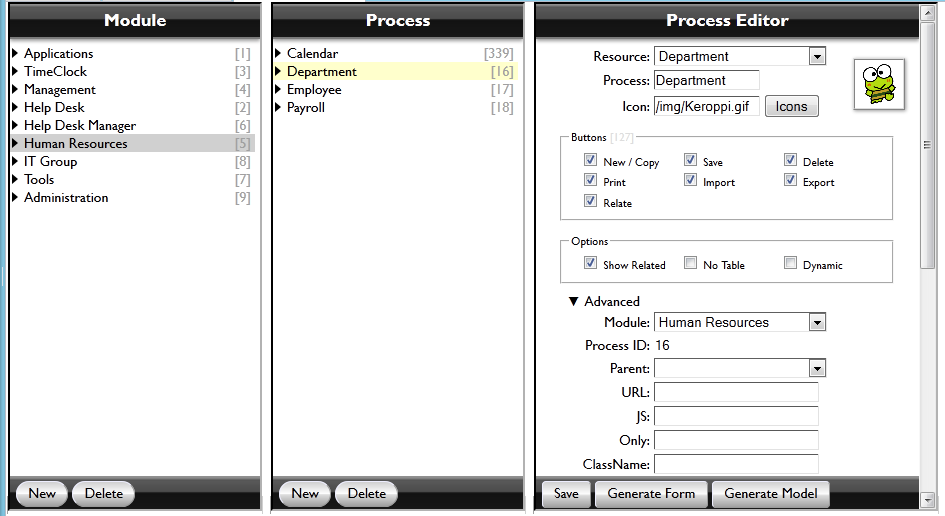 Module
Applications [1]
TimeClock [3]
Management [4]
Help Desk [2]
Help Desk Manager [6]
Human Resources [5]
IT Group [8]
Tools [7]
Administration [9]
New Delete
Process
Calendar [339]
Department [16]
Employee [17]
Payroll [18]
New Delete
Process Editor
Resource: Department
Process: Department
Icon: /img/Keroppi.gif Icons
Buttons [127]
New / Copy Save Delete
Print Import Export
Relate
Options
Show Related No Table Dynamic
Advanced
Module: Human Resources
Process ID: 16
Parent:
URL:
JS:
Only:
ClassName:
Save Generate Form Generate Model